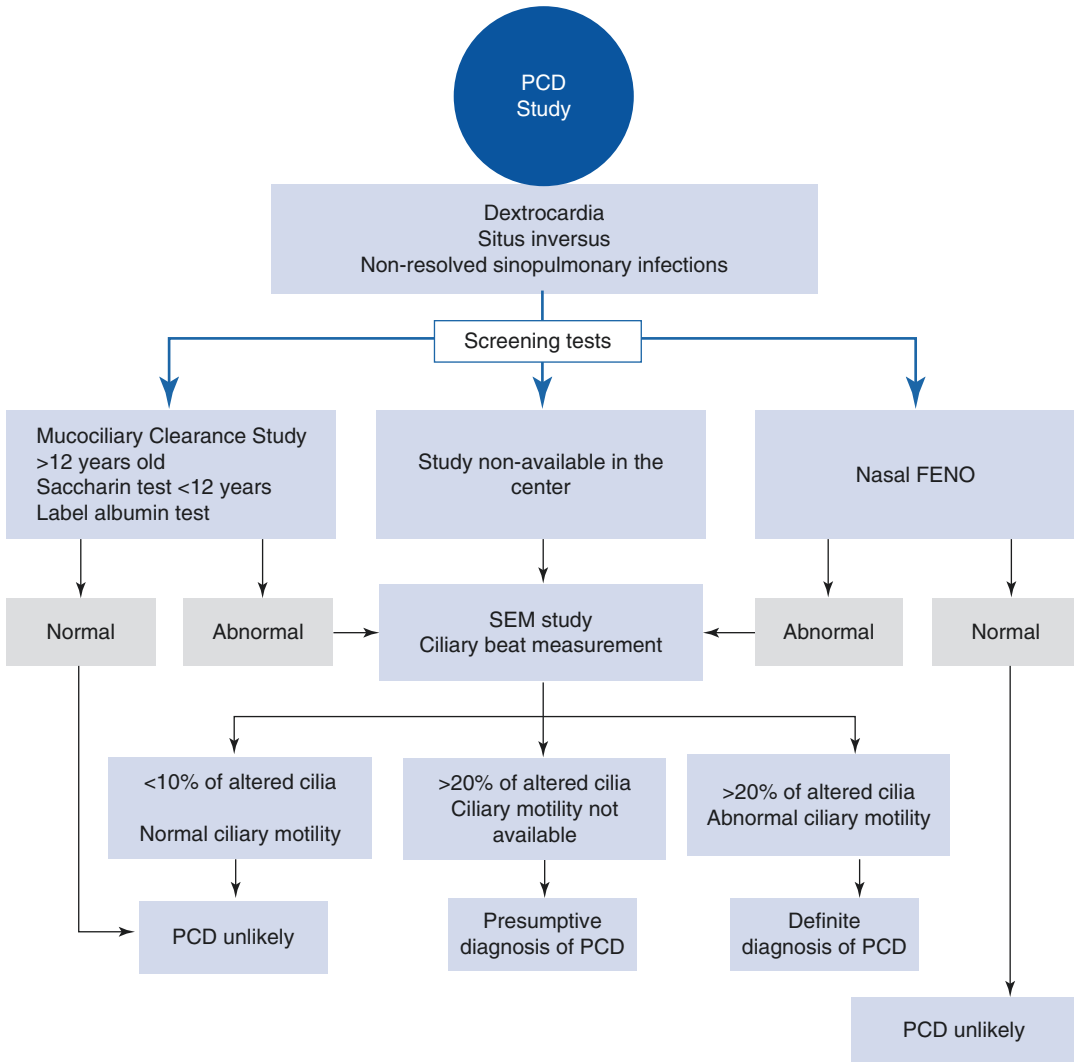 PCD
Study
Dextrocardia
Situs inversus
Non-resolved sinopulmonary infections
Screening tests
Mucociliary Clearance Study
>12 years old
Saccharin test <12 years
Label albumin test
Study non-available in the
center
Nasal FENO
Normal
Abnormal
SEM study
Ciliary beat measurement
Abnormal
Normal
<10% of altered cilia
Normal ciliary motility
>20% of altered cilia
Ciliary motility not
available
>20% of altered cilia
Abnormal ciliary motility
PCD unlikely
Presumptive
diagnosis of PCD
Definite
diagnosis of PCD
PCD unlikely